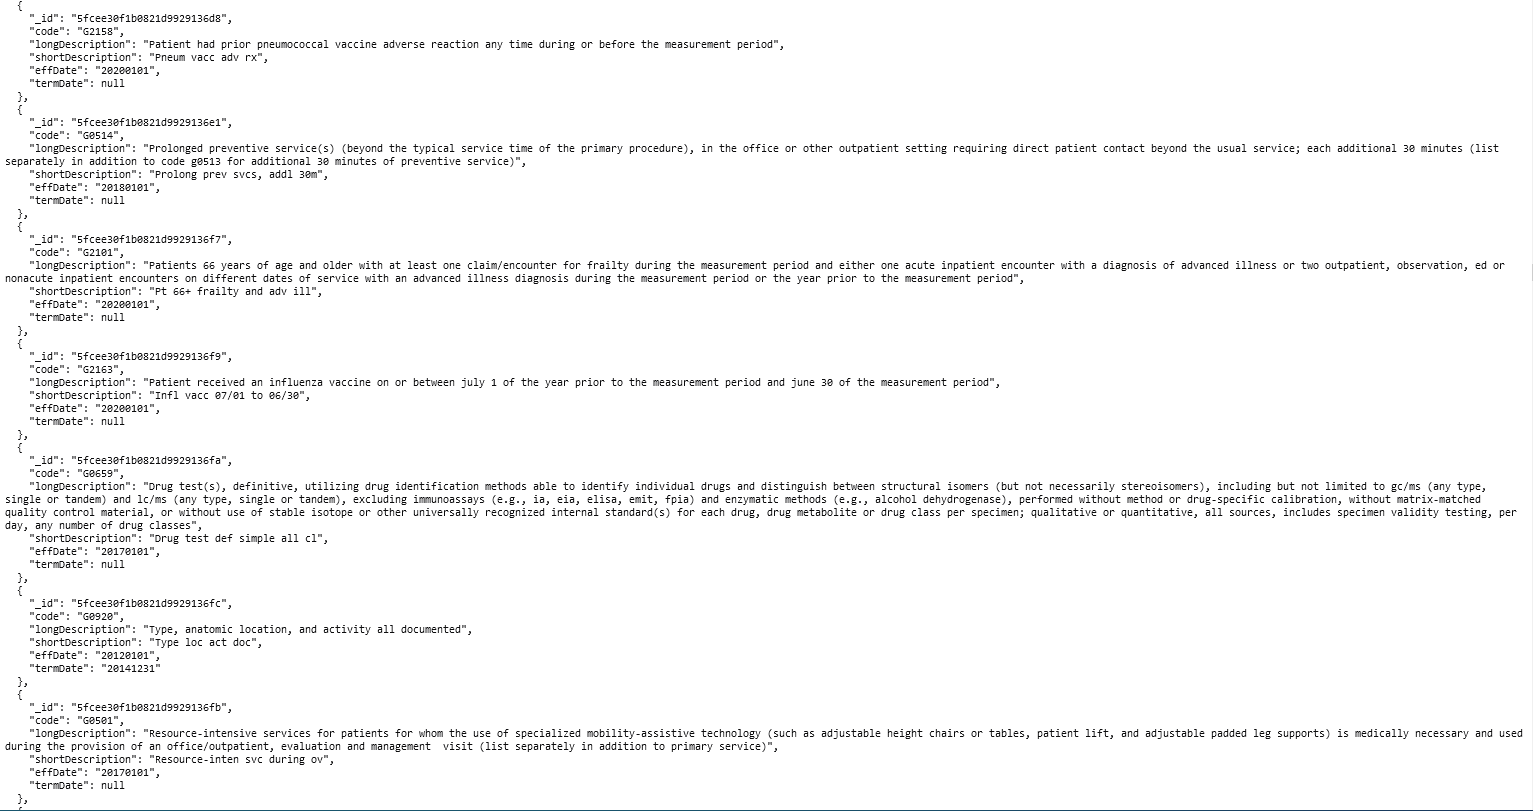 {
"_id": "5fcee30f1b0821d9929136d8",
"code": "G2158",
"longDescription": "Patient had prior pneumococcal vaccine adverse reaction any time during or before the measurement period",
"shortDescription": "Pneum vacc adv rx",
"effDate": "20200101",
"termDate": null
},
{
"_id": "5fcee30f1b0821d9929136e1",
"code": "G0514",
"longDescription": "Prolonged preventive service(s) (beyond the typical service time of the primary procedure), in the office or other outpatient setting requiring direct patient contact beyond the usual service; each additional 30 minutes (list
separately in addition to code g0513 for additional 30 minutes of preventive service)",
"shortDescription": "Prolong prev svcs, addl 30m",
"effDate": "20180101",
"termDate": null
},
{
"_id": "5fcee30f1b0821d9929136f7",
"code": "G2101",
"longDescription": "Patients 66 years of age and older with at least one claim/encounter for frailty during the measurement period and either one acute inpatient encounter with a diagnosis of advanced illness or two outpatient, observation, ed or
nonacute inpatient encounters on different dates of service with an advanced illness diagnosis during the measurement period or the year prior to the measurement period",
"shortDescription": "Pt 66+ frailty and adv ill",
"effDate": "20200101",
"termDate": null
},
{
"_id": "5fcee30f1b0821d9929136f9",
"code": "G2163",
"longDescription": "Patient received an influenza vaccine on or between july 1 of the year prior to the measurement period and june 30 of the measurement period",
"shortDescription": "Infl vacc 07/01 to 06/30",
"effDate": "20200101",
"termDate": null
},
{
"_id": "5fcee30f1b0821d9929136fa",
"code": "G0659",
"longDescription": "Drug test(s), definitive, utilizing drug identification methods able to identify individual drugs and distinguish between structural isomers (but not necessarily stereoisomers), including but not limited to gc/ms (any type,
single or tandem) and lc/ms (any type, single or tandem), excluding immunoassays (e.g., ia, eia, elisa, emit, fpia) and enzymatic methods (e.g., alcohol dehydrogenase), performed without method or drug-specific calibration, without matrix-matched
quality control material, or without use of stable isotope or other universally recognized internal standard(s) for each drug, drug metabolite or drug class per specimen; qualitative or quantitative, all sources, includes specimen validity testing, per
day, any number of drug classes",
"shortDescription": "Drug test def simple all cl",
"effDate": "20170101",
"termDate": null
},
{
"_id": "5fcee30f1b0821d9929136fc",
"code": "G0920",
"longDescription": "Type, anatomic location, and activity all documented",
"shortDescription": "Type loc act doc",
"effDate": "20120101",
"termDate": "20141231"
},
{
"_id": "5fcee30f1b0821d9929136fb",
"code": "G0501",
"longDescription": "Resource-intensive services for patients for whom the use of specialized mobility-assistive technology (such as adjustable height chairs or tables, patient lift, and adjustable padded leg supports) is medically necessary and used
during the provision of an office/outpatient, evaluation and management  visit (list separately in addition to primary service)",
"shortDescription": "Resource-inten svc during ov",
"effDate": "20170101",
"termDate": null
},